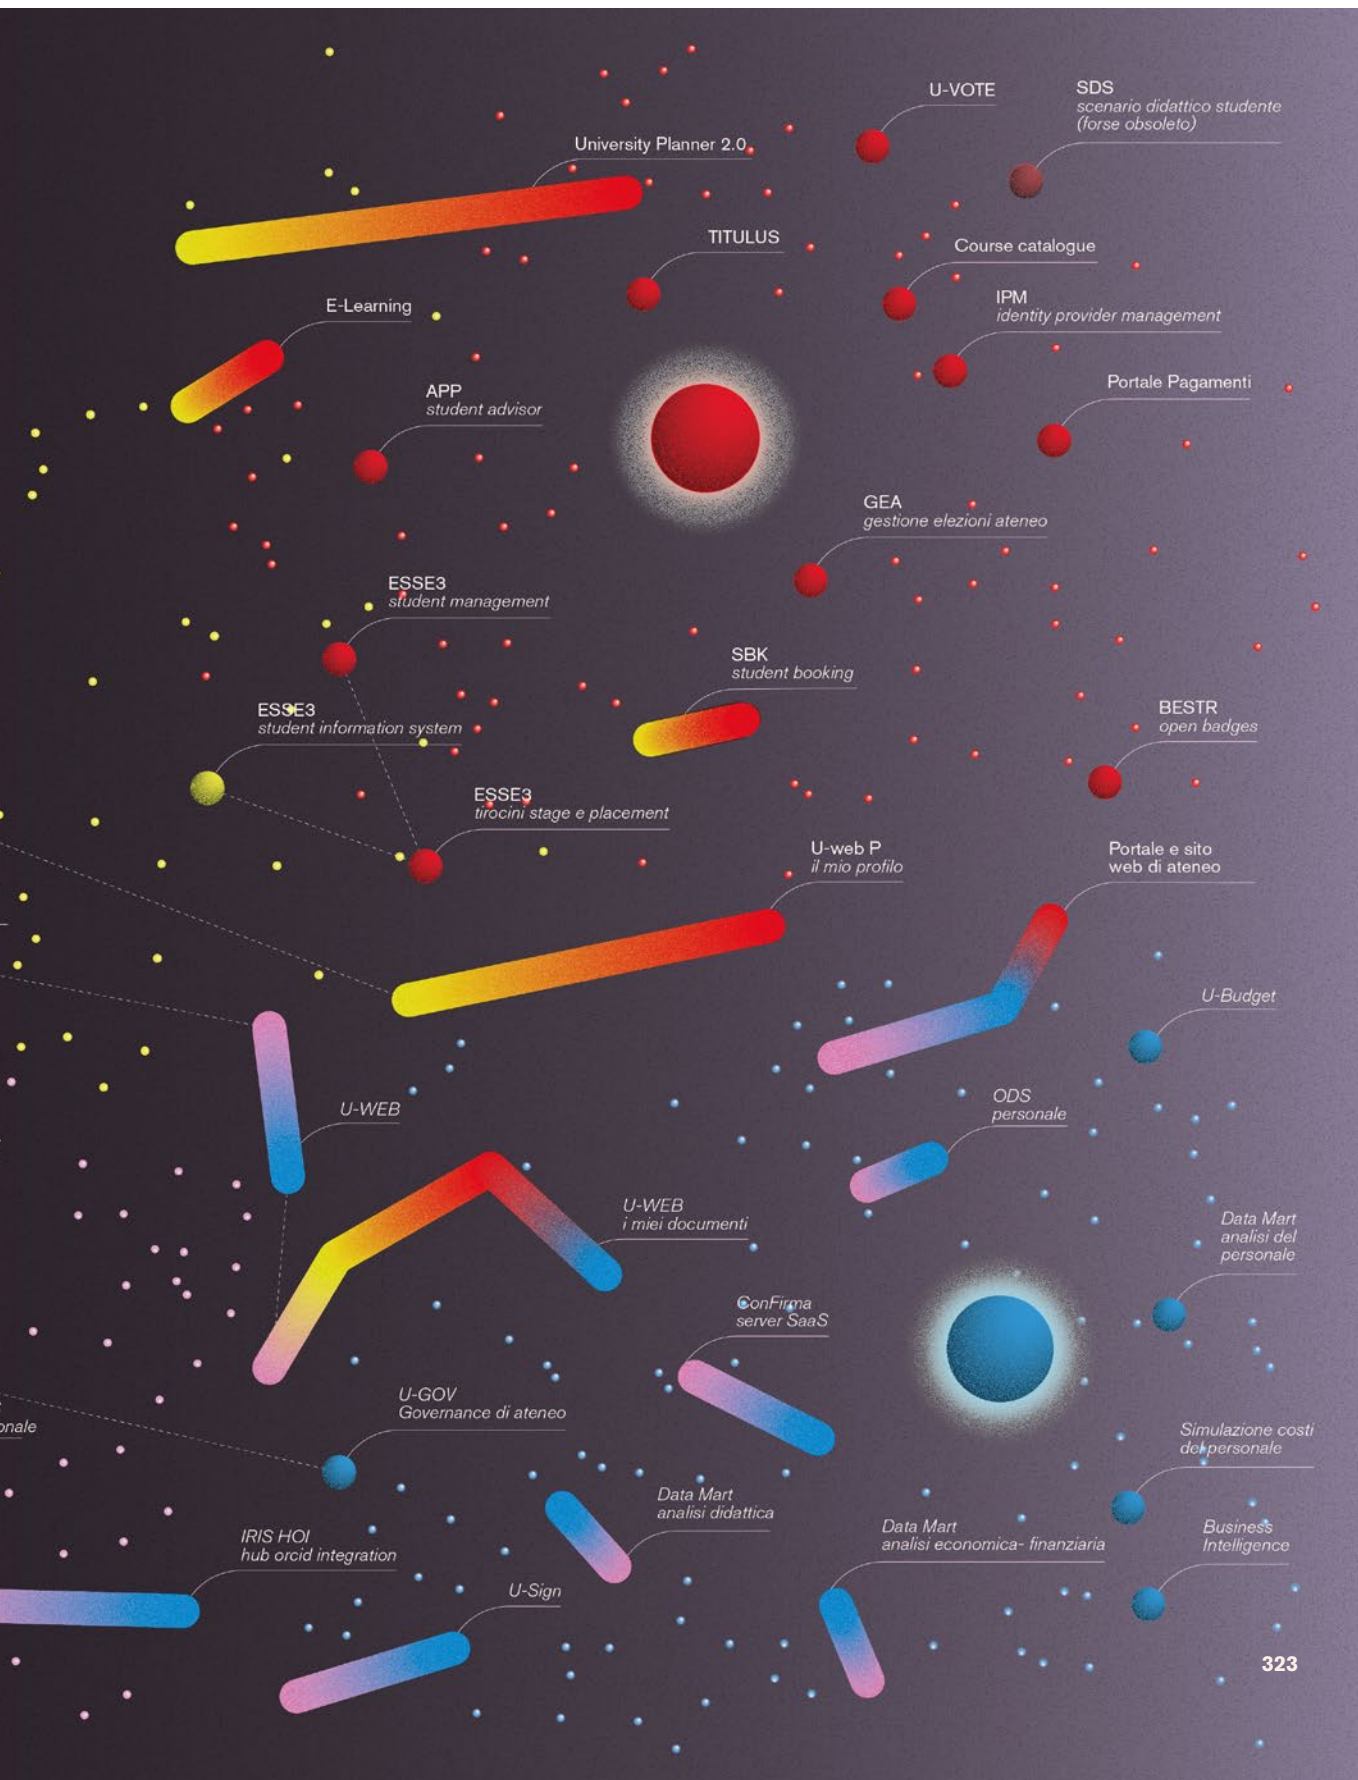 U-VOTE
SDS
scenario didattico studente
(forse obsoleto)
University Planner 2.0
TITULUS
Course catalogue
E-Learning
IPM
identity provider management
APP
student advisor
Portale Pagamenti
GEA
gestione elezioni ateneo
ESSE3
student management
SBK
student booking
ESSE3
student information system
BESTR
open badges
ESSE3
tirocini stage e placement
U-web P
il mio profilo
Portale e sito
web di ateneo
U-Budget
U-WEB
ODS
personale
U-WEB
i miei documenti
Data Mart
analisi del
personale
ConFirma
server SaaS
U-GOV
Governance di ateneo
Simulazione costi
del personale
Data Mart
analisi didattica
IRIS HOI
hub orcid integration
Data Mart
analisi economica- finanziaria
Business
Intelligence
U-Sign
323